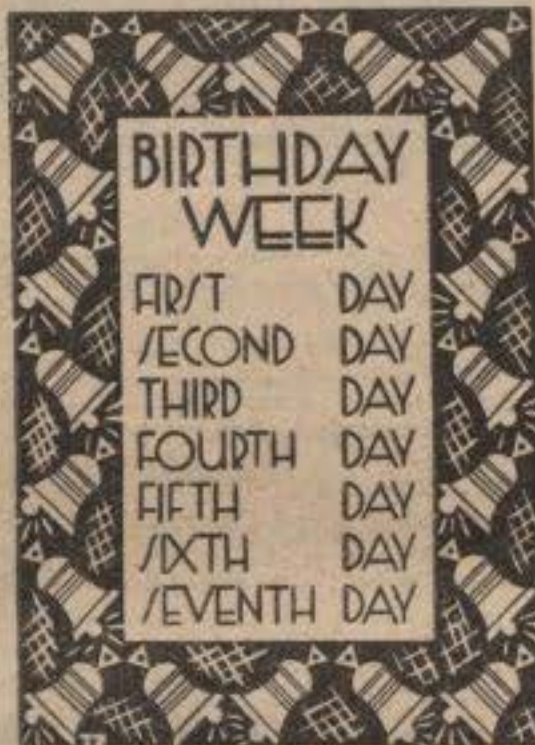 BIRTHDAY
WEEK
FIRST DAY
SECOND DAY
THIRD DAY
FOURTH DAY
FIFTH DAY
SIXTH DAY
SEVENTH DAY